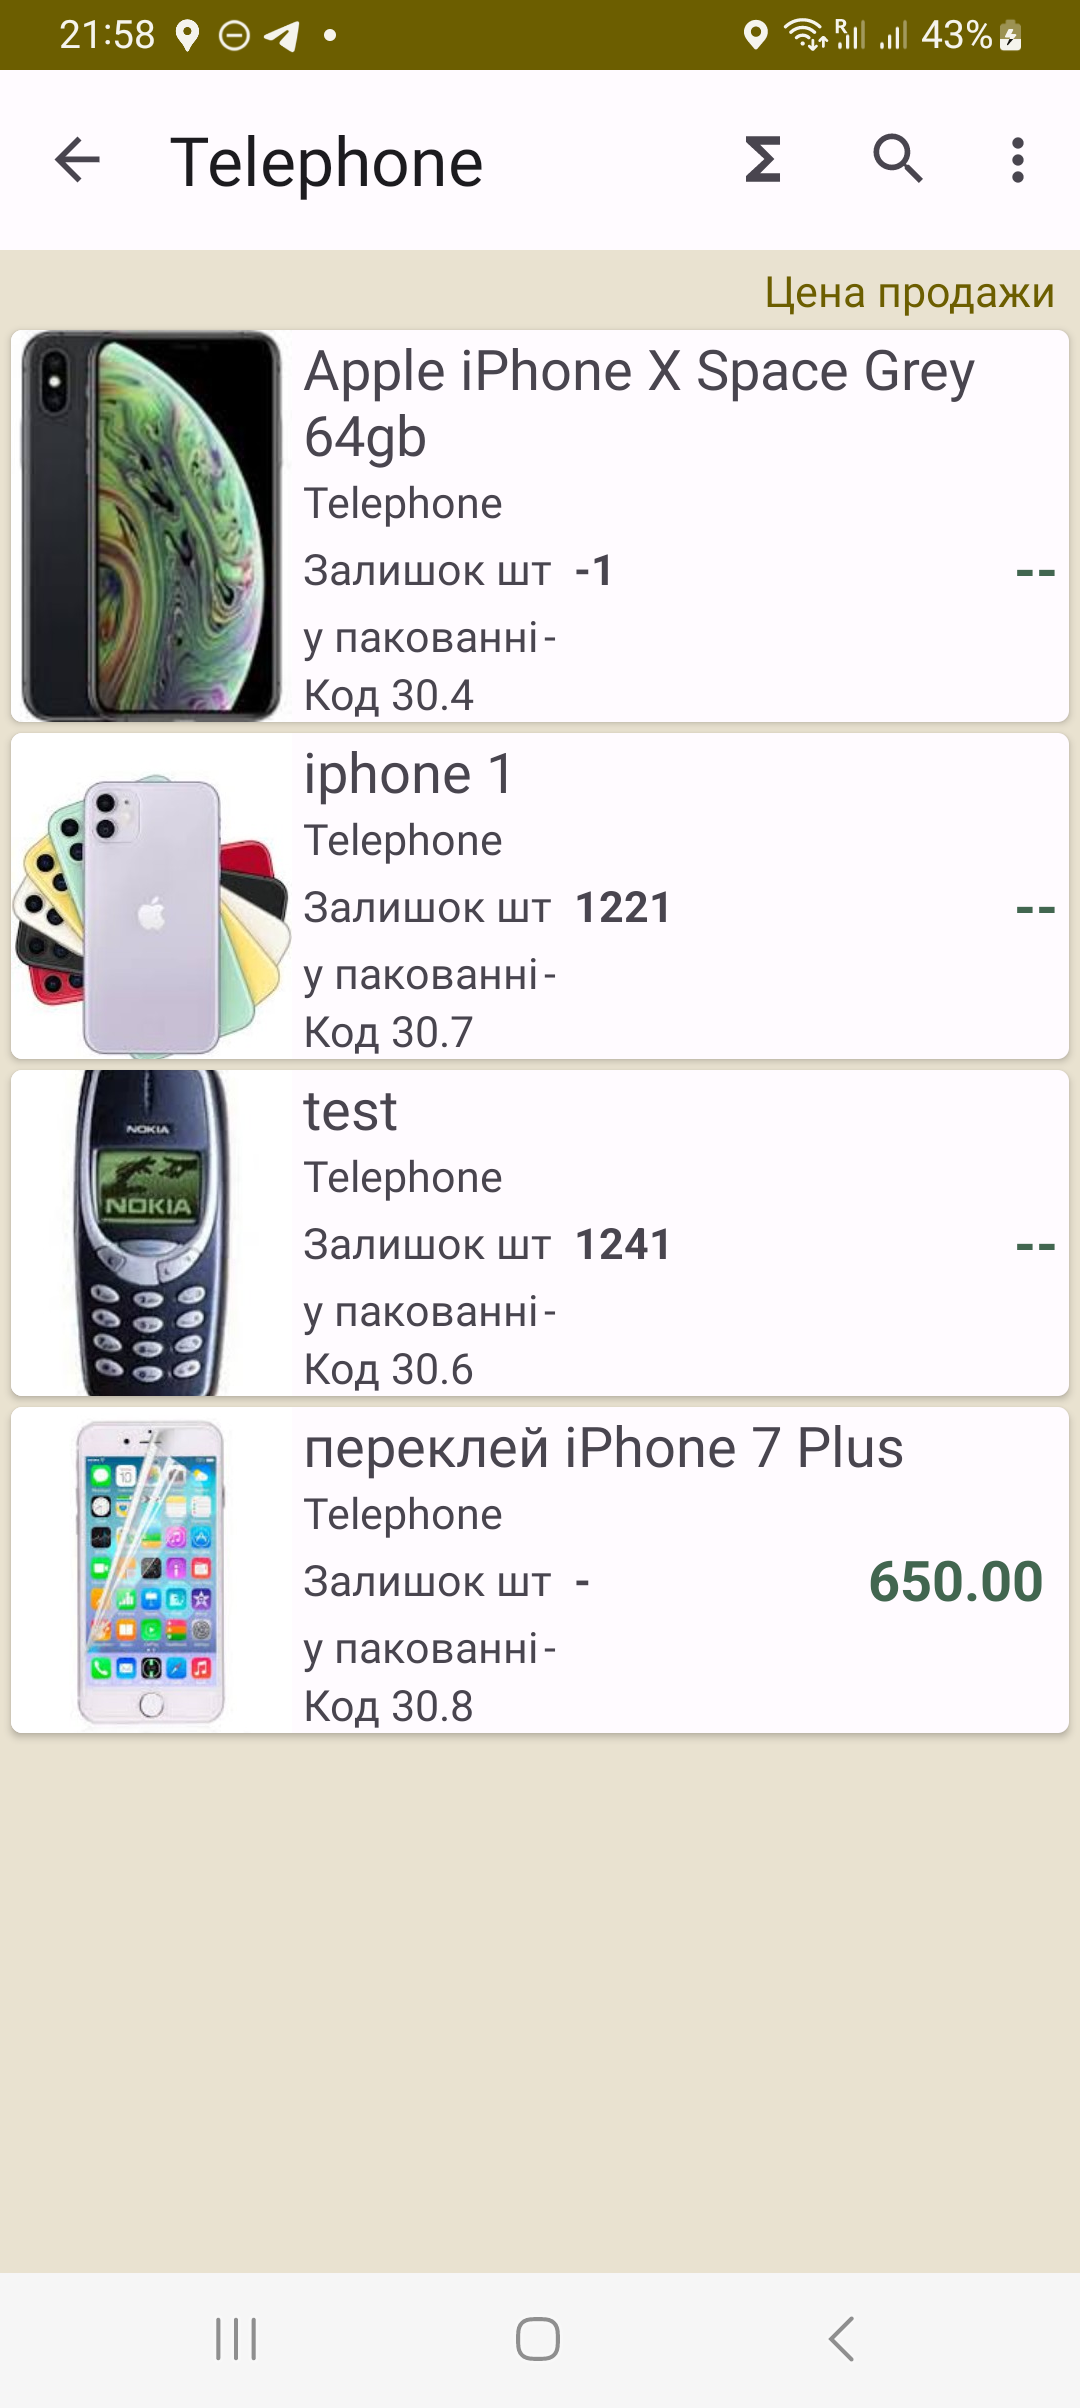 21:58 R 43%
Telephone Σ
Цена продажи
Apple iPhone X Space Grey
64gb
Telephone
Залишок шт -1 --
у пакованні-
Код 30.4
iphone 1
Telephone
Залишок шт 1221 --
у пакованні-
Код 30.7
NOKIA
NOKIA
test
Telephone
Залишок шт 1241 --
у пакованні-
Код 30.6
переклей iPhone 7 Plus
Telephone
Залишок шт - 650.00
у пакованні-
Код 30.8